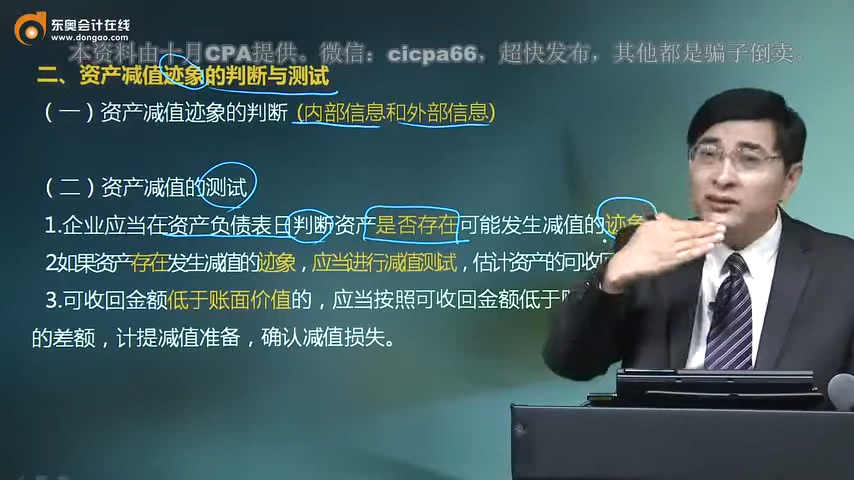 东奥会计在线
www.dongao.com
本资料由十月CPA提供。微信：cicpa66，超快发布，其他都是骗子倒卖。
二、资产减值迹象的判断与测试
（一）资产减值迹象的判断（内部信息和外部信息）
（二）资产减值的测试
1.企业应当在资产负债表日判断资产是否存在可能发生减值的迹象
2如果资产存在发生减值的迹象，应当进行减值测试，估计资产的可收回
3.可收回金额低于账面价值的，应当按照可收回金额低于
的差额，计提减值准备，确认减值损失。